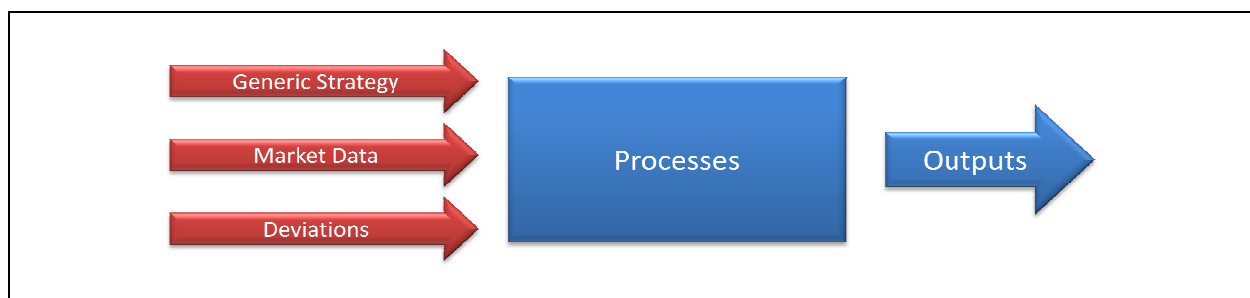 Generic Strategy
Market Data
Deviations
Processes
Outputs